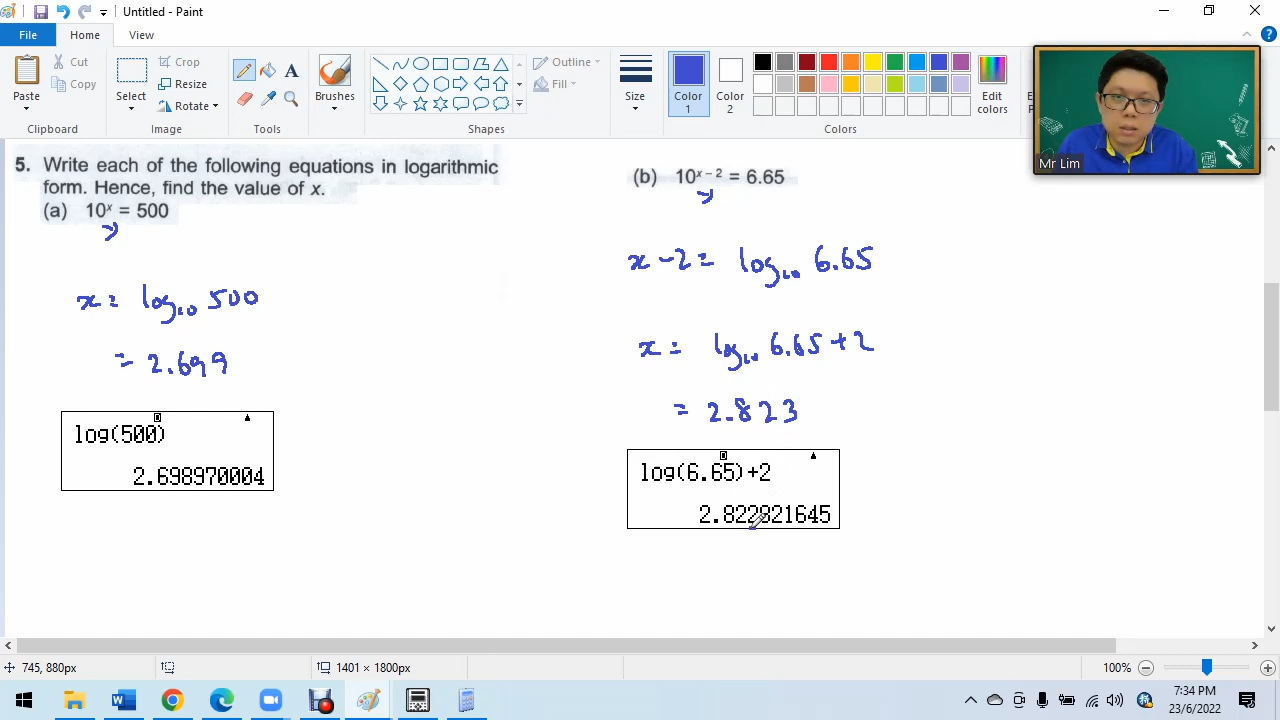 Untitled - Paint
File
Home
View
Paste
Cut
Copy
Clipboard
Select
Crop
Resize
Rotate
Image
Tools
Brushes
Shapes
Outline
Fill
Size
Color 1
Color 2
Edit colors
Colors
Mr Lim
5. Write each of the following equations in logarithmic
form. Hence, find the value of x.
(a) 10ˣ = 500
x = log₁₀ 500
= 2.699
log(500)
2.698970004
(b) 10ˣ⁻² = 6.65
x - 2 = log₁₀ 6.65
x = log₁₀ 6.65 + 2
= 2.823
log(6.65)+2
2.822821645
745, 880px
1401 × 1800px
100%
7:34 PM
23/6/2022